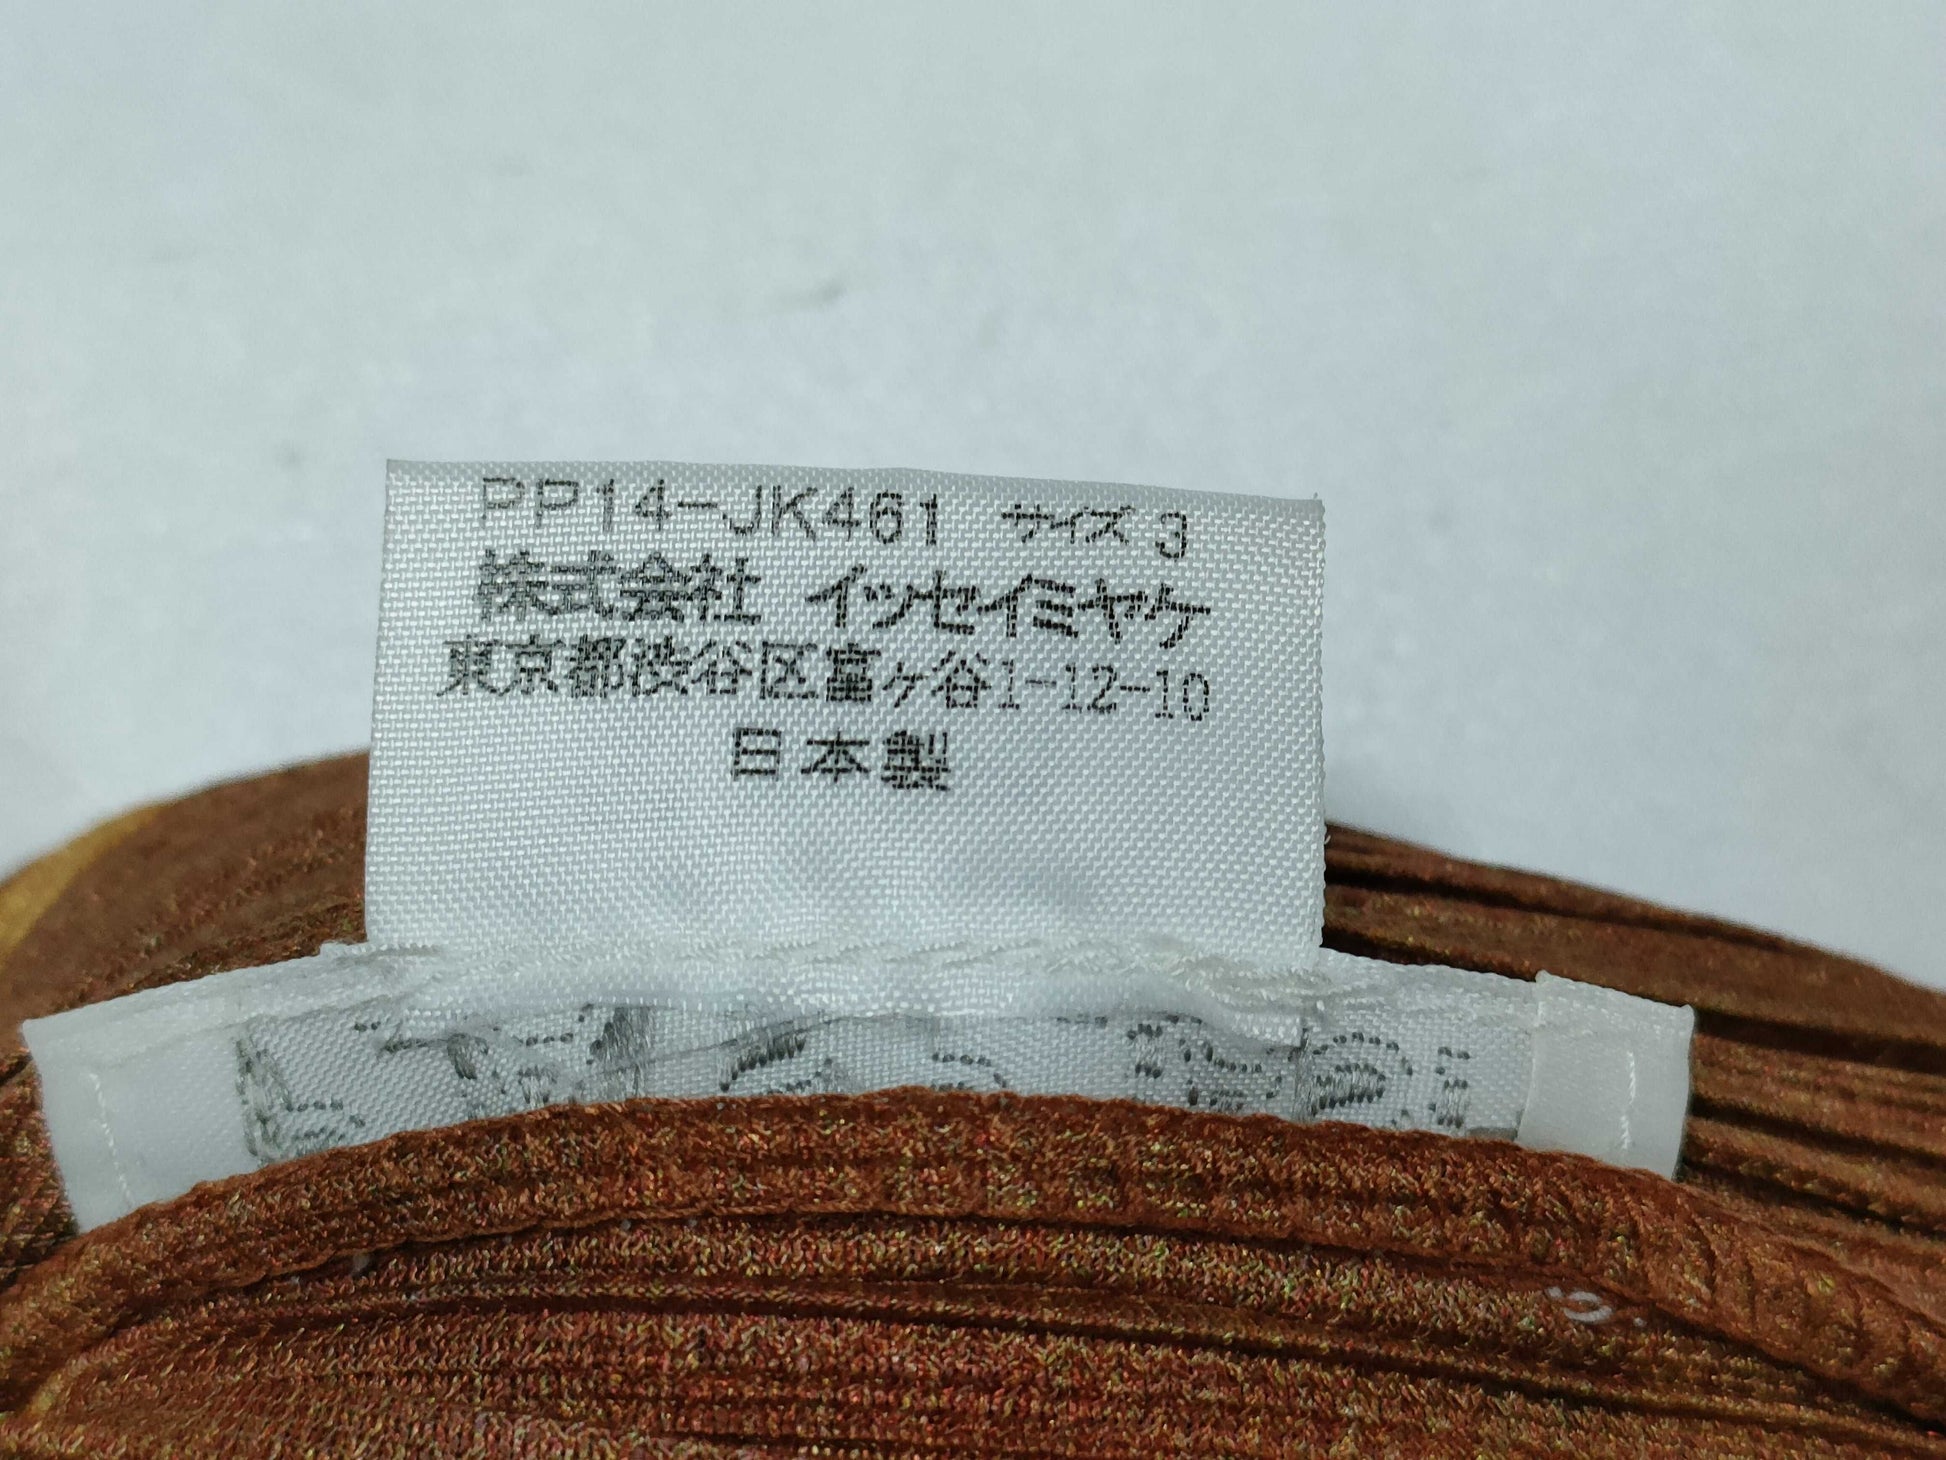 PP14-JK461 サイズ 3
株式会社 イッセイミヤケ
東京都渋谷区富ヶ谷1-12-10
日本製